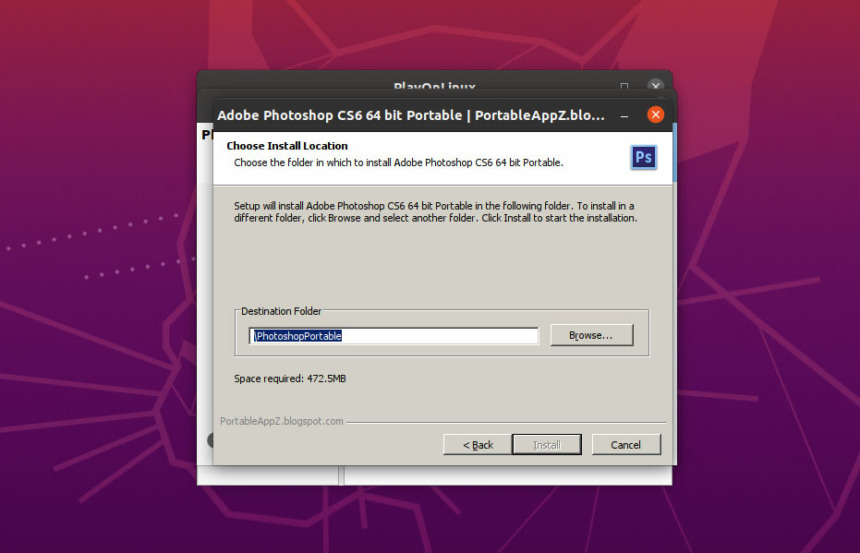 PlayOnLinux
Adobe Photoshop CS6 64 bit Portable | PortableAppZ.blo...
Pl
Choose Install Location
Choose the folder in which to install Adobe Photoshop CS6 64 bit Portable.
Ps
Setup will install Adobe Photoshop CS6 64 bit Portable in the following folder. To install in a
different folder, click Browse and select another folder. Click Install to start the installation.
Destination Folder
\PhotoshopPortable
Browse...
Space required: 472.5MB
PortableAppZ.blogspot.com
< Back
Install
Cancel